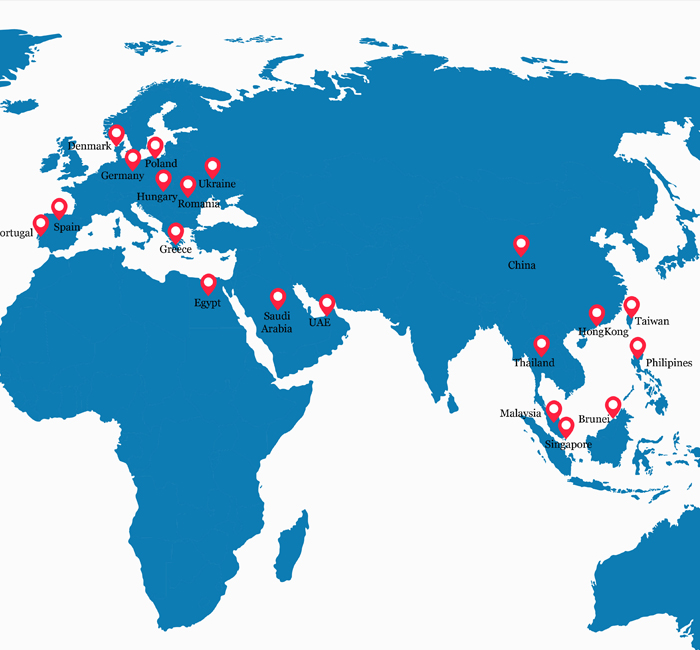 Denmark
Poland
Germany
Ukraine
Hungary
Romania
Spain
ortugal
Greece
China
Egypt
Saudi
Arabia
UAE
Taiwan
HongKong
Thailand
Philipines
Malaysia
Brunei
Singapore